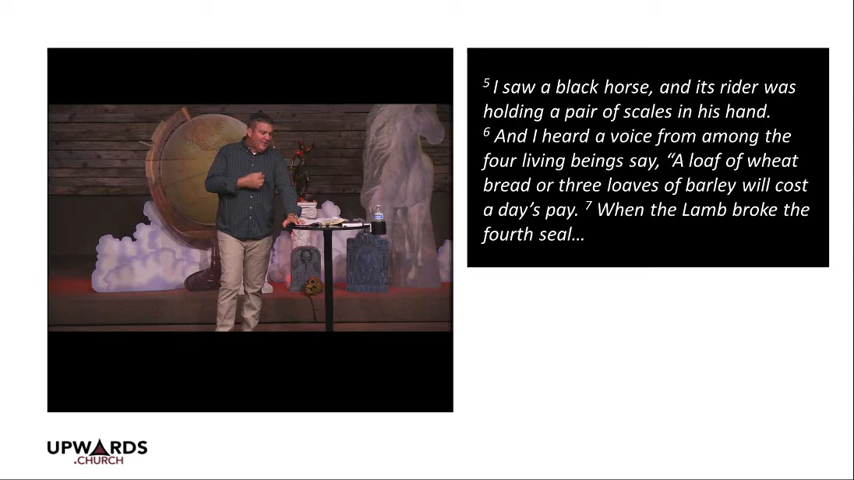 ⁵ I saw a black horse, and its rider was
holding a pair of scales in his hand.
⁶ And I heard a voice from among the
four living beings say, “A loaf of wheat
bread or three loaves of barley will cost
a day’s pay. ⁷ When the Lamb broke the
fourth seal...
UPWARDS
.CHURCH